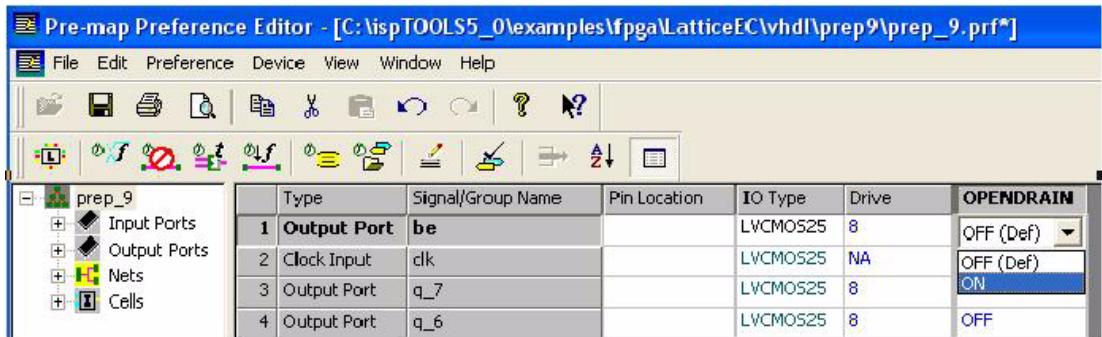 Pre-map Preference Editor - [C:\ispTOOLS5_0\examples\fpga\LatticeEC\vhdl\prep9\prep_9.prf*]
File Edit Preference Device View Window Help
prep_9
Input Ports
Output Ports
Nets
Cells
Type Signal/Group Name Pin Location IO Type Drive OPENDRAIN
1 Output Port be LVCMOS25 8 OFF (Def)
2 Clock Input clk LVCMOS25 NA OFF (Def)
3 Output Port q_7 LVCMOS25 8 ON
4 Output Port q_6 LVCMOS25 8 OFF